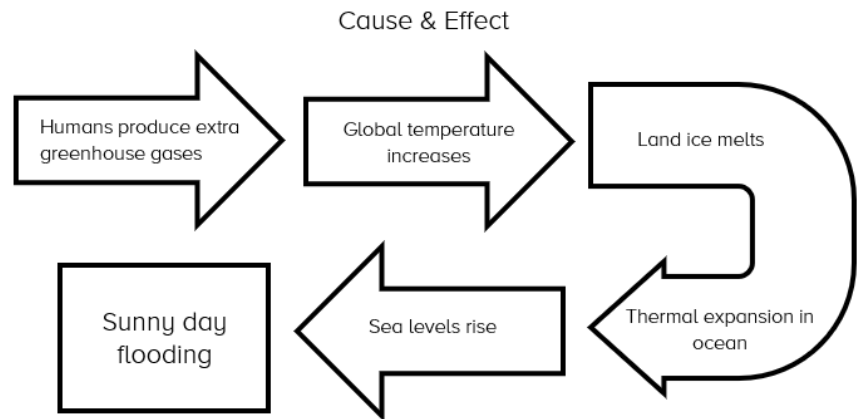 Cause & Effect
Humans produce extra
greenhouse gases
Global temperature
increases
Land ice melts
Thermal expansion in
ocean
Sea levels rise
Sunny day
flooding